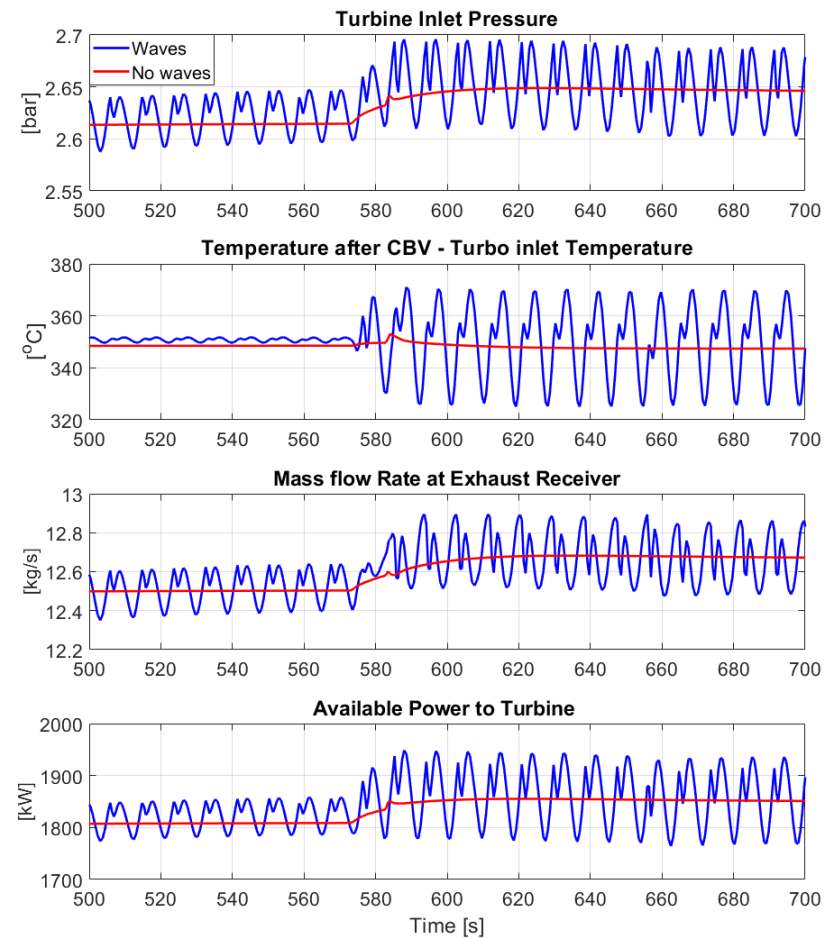 Turbine Inlet Pressure
2.7
2.65
2.6
2.55
[bar]
Waves
No waves
500 520 540 560 580 600 620 640 660 680 700
Temperature after CBV - Turbo inlet Temperature
380
360
340
320
[°C]
500 520 540 560 580 600 620 640 660 680 700
Mass flow Rate at Exhaust Receiver
13
12.8
12.6
12.4
12.2
[kg/s]
500 520 540 560 580 600 620 640 660 680 700
Available Power to Turbine
2000
1900
1800
1700
[kW]
500 520 540 560 580 600 620 640 660 680 700
Time [s]